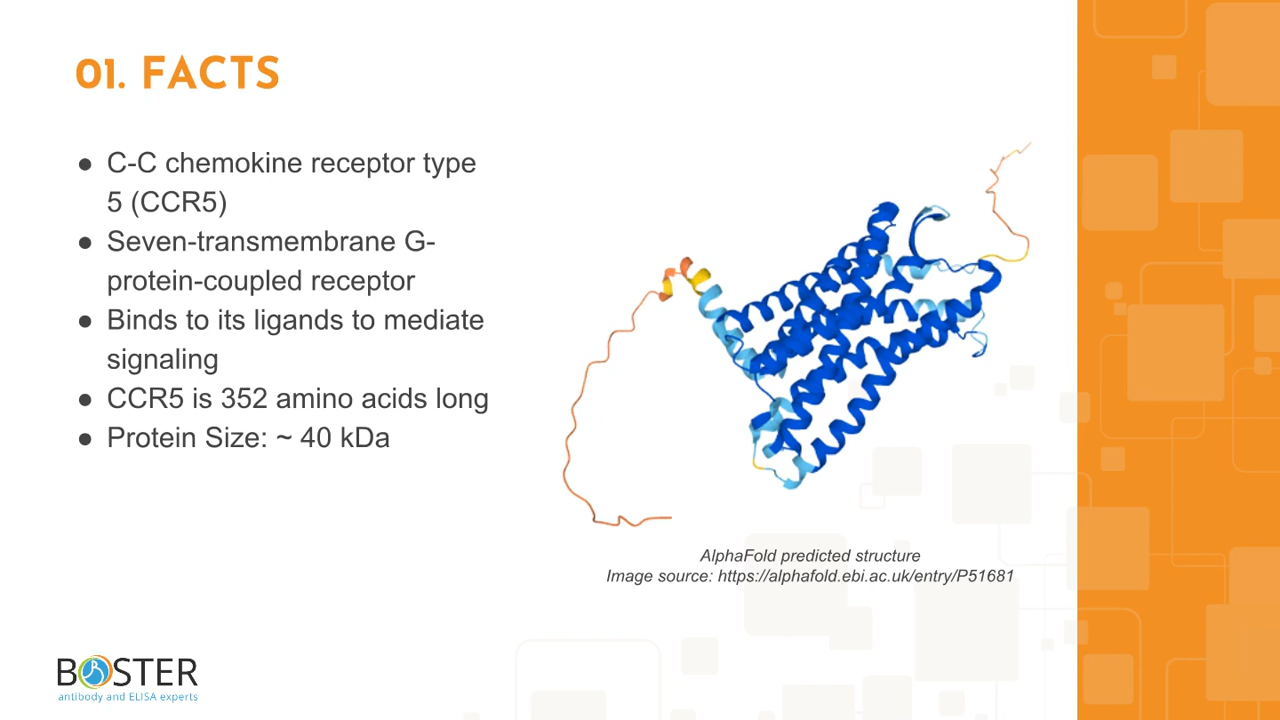 01. FACTS
● C-C chemokine receptor type
5 (CCR5)
● Seven-transmembrane G-
protein-coupled receptor
● Binds to its ligands to mediate
signaling
● CCR5 is 352 amino acids long
● Protein Size: ~ 40 kDa
AlphaFold predicted structure
Image source: https://alphafold.ebi.ac.uk/entry/P51681
BOSTER
antibody and ELISA experts